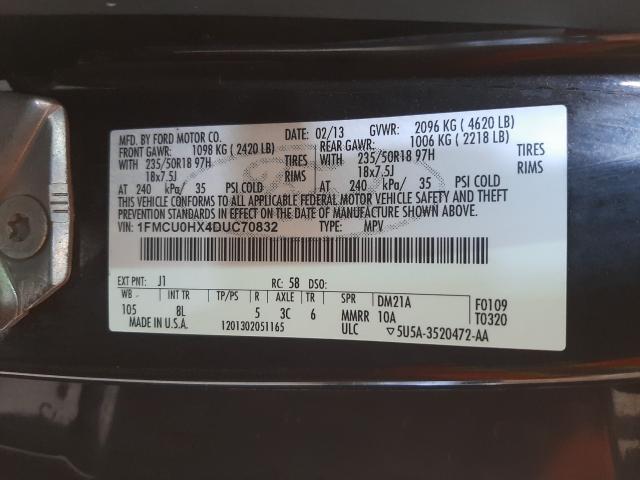 MFD. BY FORD MOTOR CO. DATE: 02/13 GVWR: 2096 KG ( 4620 LB)
FRONT GAWR: 1098 KG ( 2420 LB) REAR GAWR: 1006 KG ( 2218 LB)
WITH 235/50R18 97H TIRES WITH 235/50R18 97H TIRES
18x7.5J RIMS 18x7.5J RIMS
AT 240 kPa/ 35 PSI COLD AT 240 kPa/ 35 PSI COLD
THIS VEHICLE CONFORMS TO ALL APPLICABLE FEDERAL MOTOR VEHICLE SAFETY AND THEFT
PREVENTION STANDARDS IN EFFECT ON THE DATE OF MANUFACTURE SHOWN ABOVE.
VIN: 1FMCU0HX4DUC70832 TYPE: MPV
EXT PNT: J1 RC: 58 DSO:
WB INT TR TP/PS R AXLE TR SPR DM21A F0109
105 8L 5 3C 6 MMRR 10A T0320
MADE IN U.S.A. 1201302051165 ULC ▽5U5A-3520472-AA